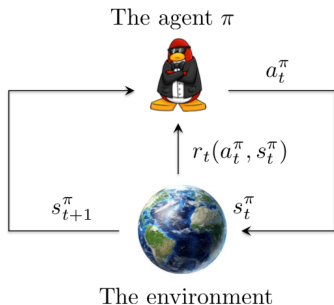 The agent π
a_t^π
r_t(a_t^π, s_t^π)
s_{t+1}^π
s_t^π
The environment